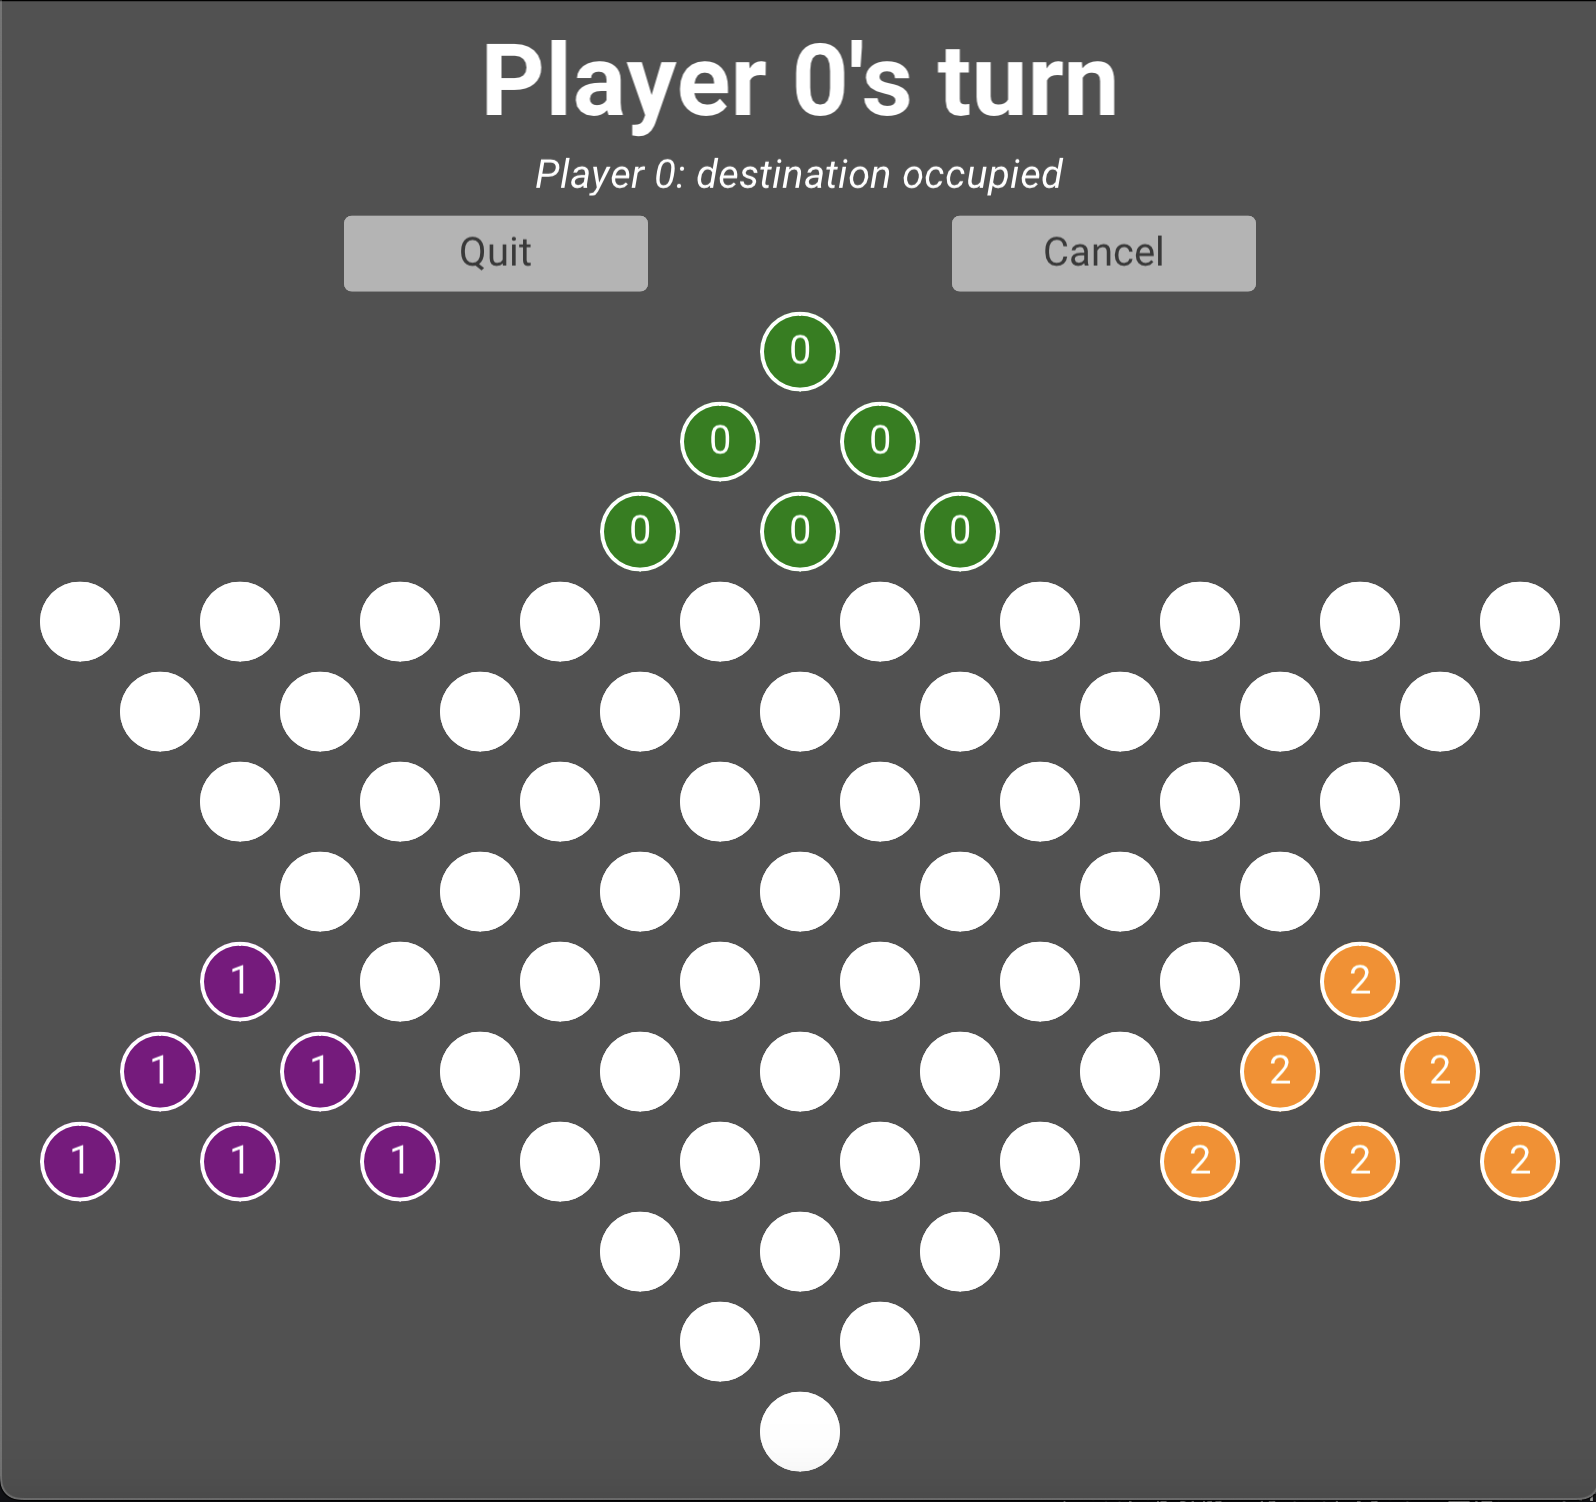 Player 0's turn
Player 0: destination occupied
Quit Cancel
0
0 0
0 0 0
1 2
1 1 2 2
1 1 1 2 2 2